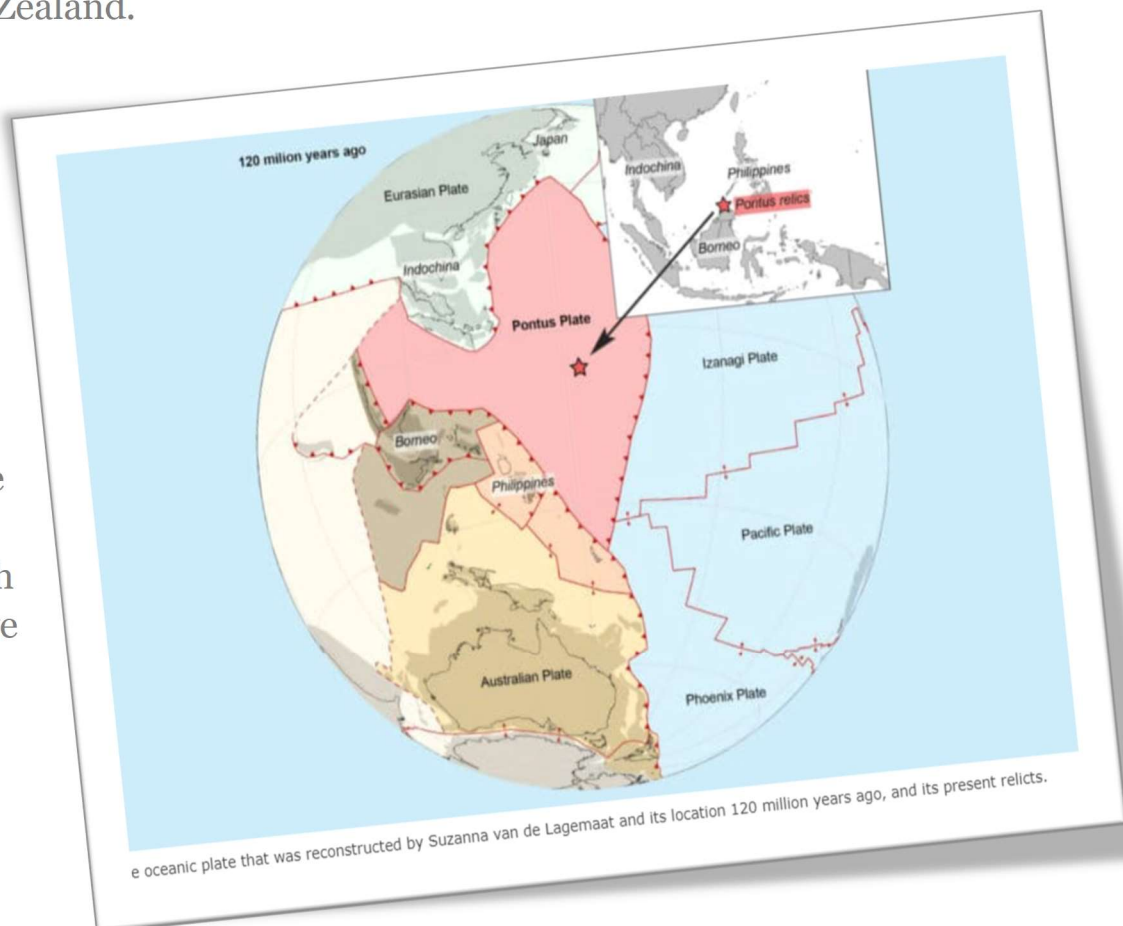 Zealand.
120 milion years ago
Japan
Eurasian Plate
Indochina
Philippines
Indochina
Pontus relics
Borneo
Pontus Plate
Izanagi Plate
Borneo
Philippines
Pacific Plate
Australian Plate
Phoenix Plate
e
n
e
e oceanic plate that was reconstructed by Suzanna van de Lagemaat and its location 120 million years ago, and its present relicts.